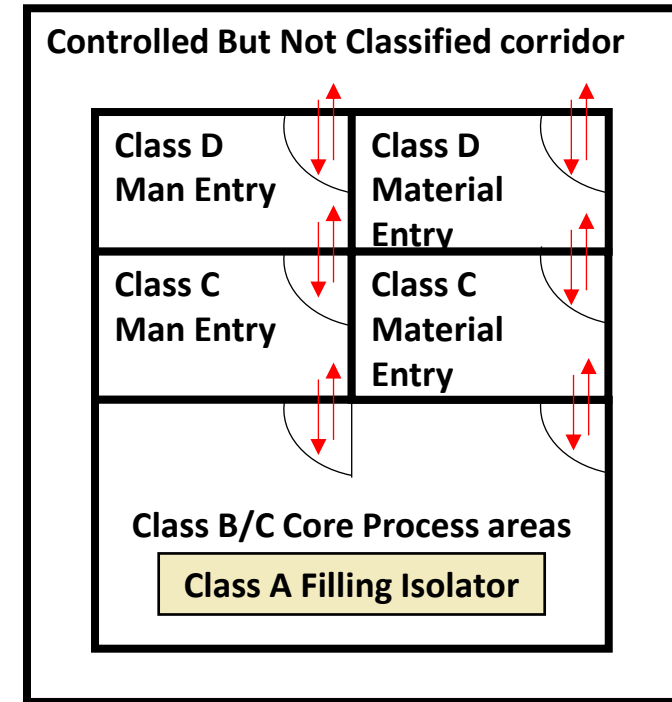 Controlled But Not Classified corridor
Class D
Man Entry
Class D
Material
Entry
Class C
Man Entry
Class C
Material
Entry
Class B/C Core Process areas
Class A Filling Isolator